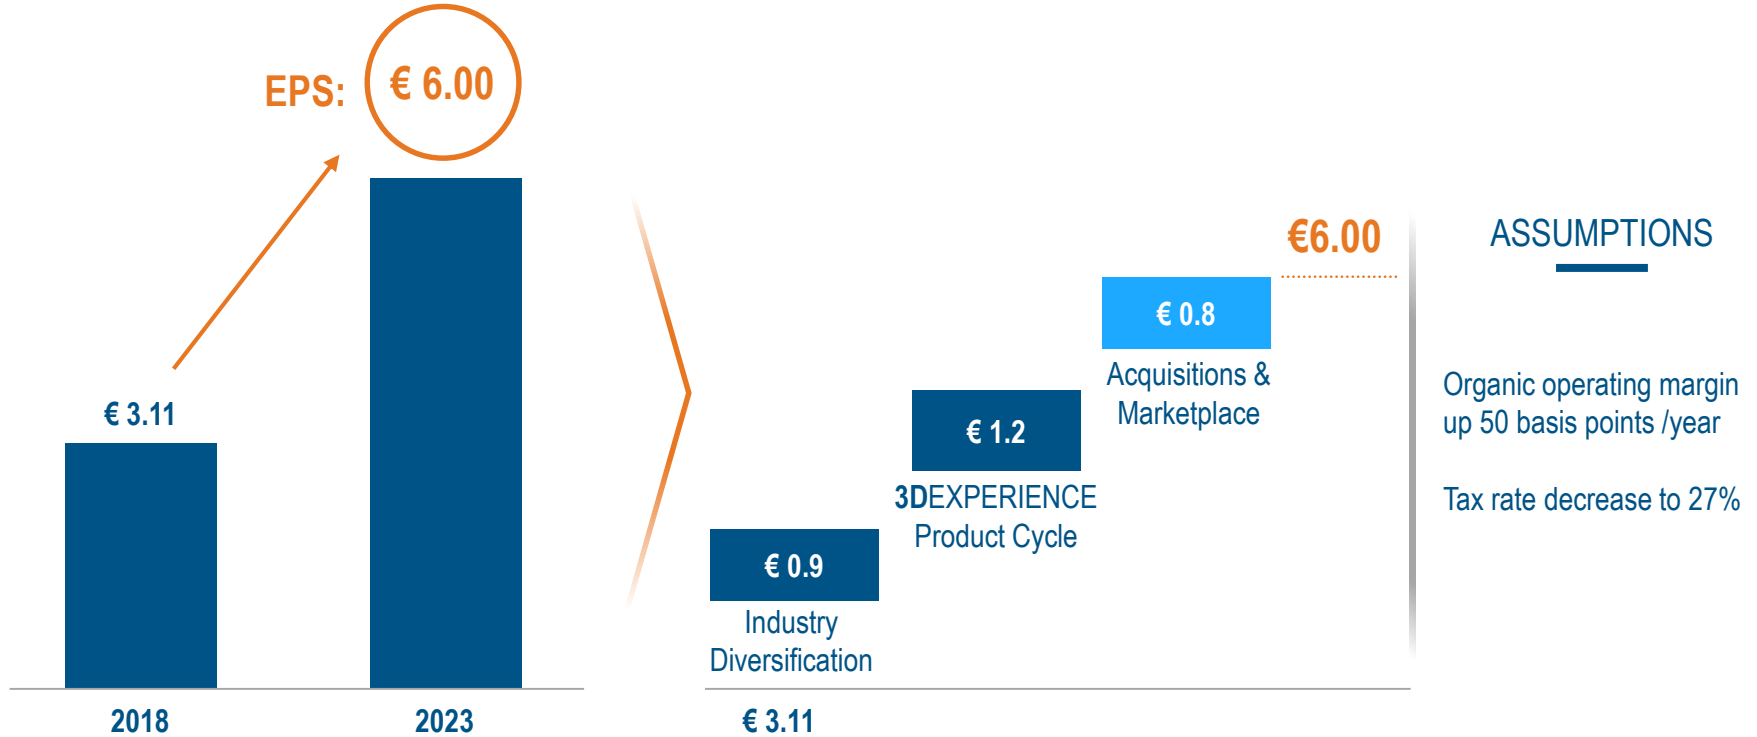 EPS:
€ 6.00
€ 3.11
2018
2023
€6.00
€ 0.8
Acquisitions &
Marketplace
€ 1.2
3DEXPERIENCE
Product Cycle
€ 0.9
Industry
Diversification
€ 3.11
ASSUMPTIONS
Organic operating margin
up 50 basis points /year
Tax rate decrease to 27%